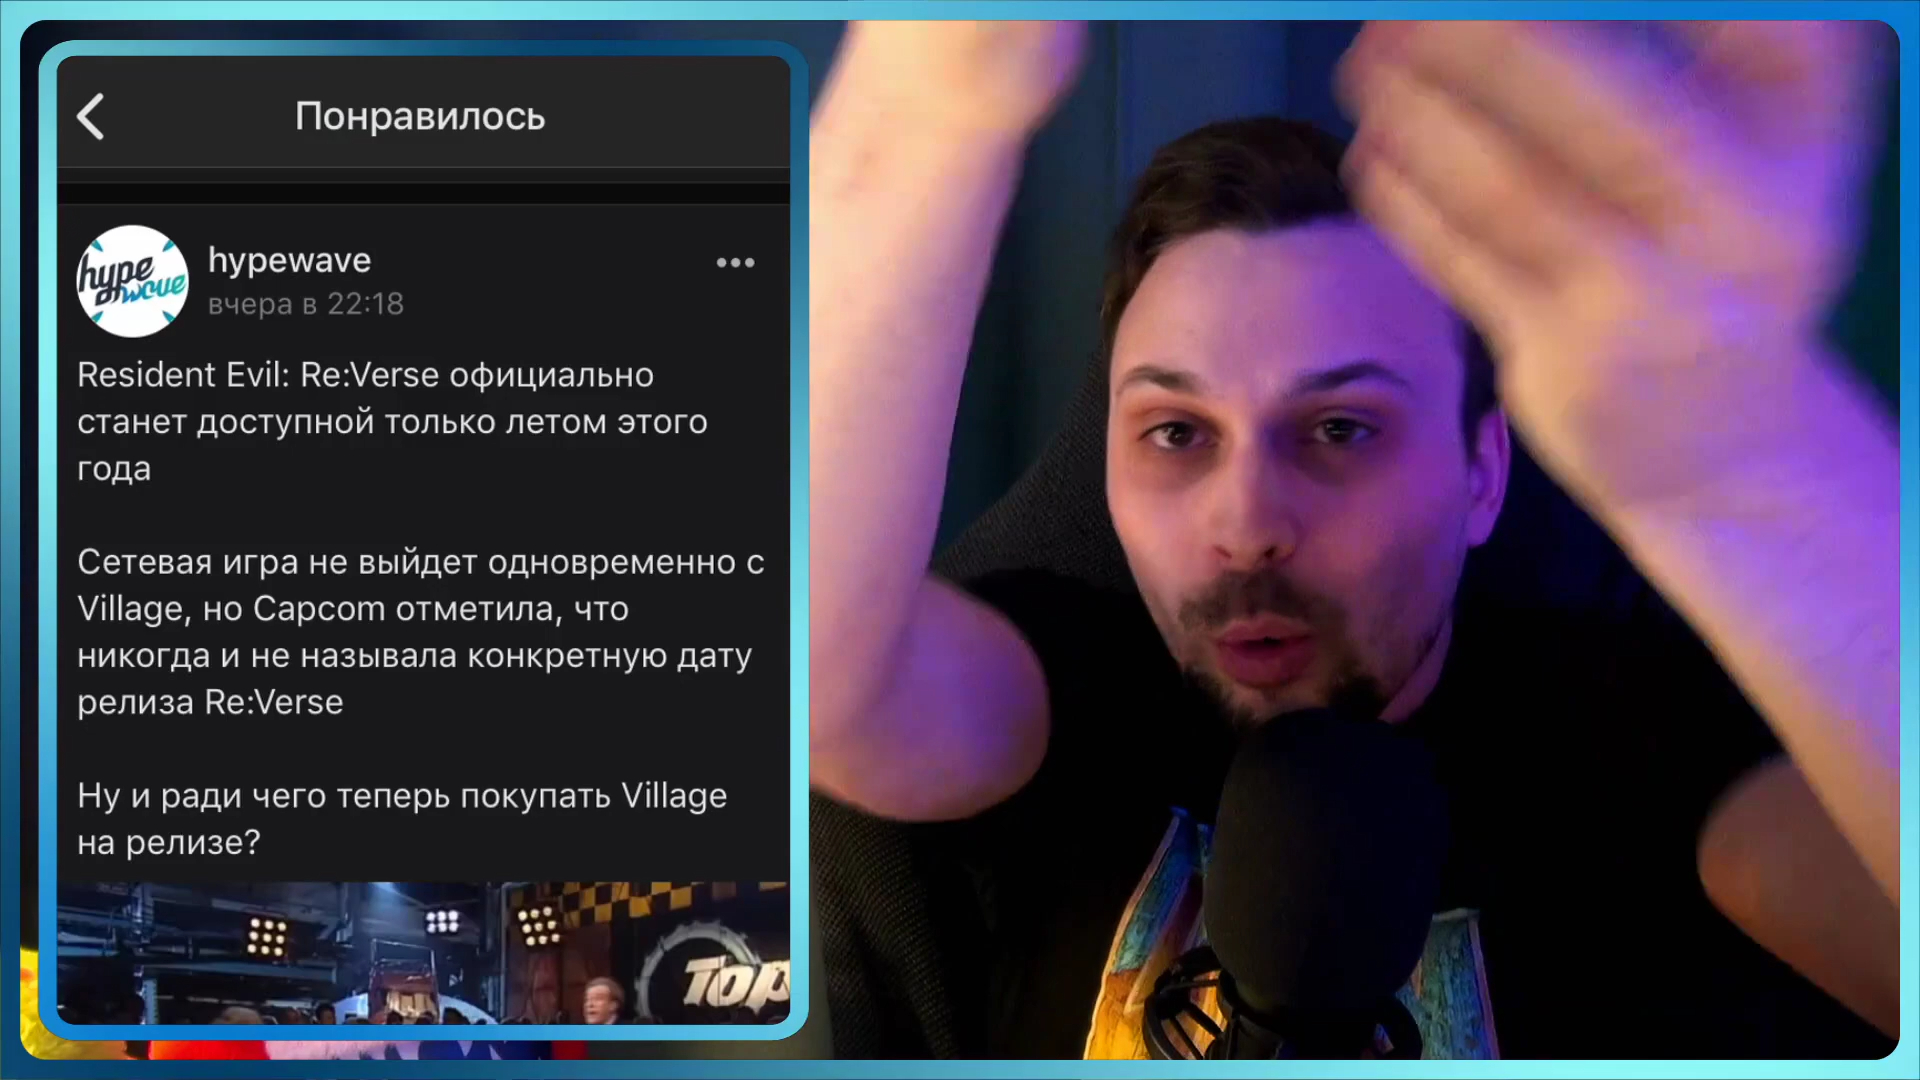 Понравилось
hype wave
hypewave
вчера в 22:18
Resident Evil: Re:Verse официально
станет доступной только летом этого
года
Сетевая игра не выйдет одновременно с
Village, но Capcom отметила, что
никогда и не называла конкретную дату
релиза Re:Verse
Ну и ради чего теперь покупать Village
на релизе?
Top